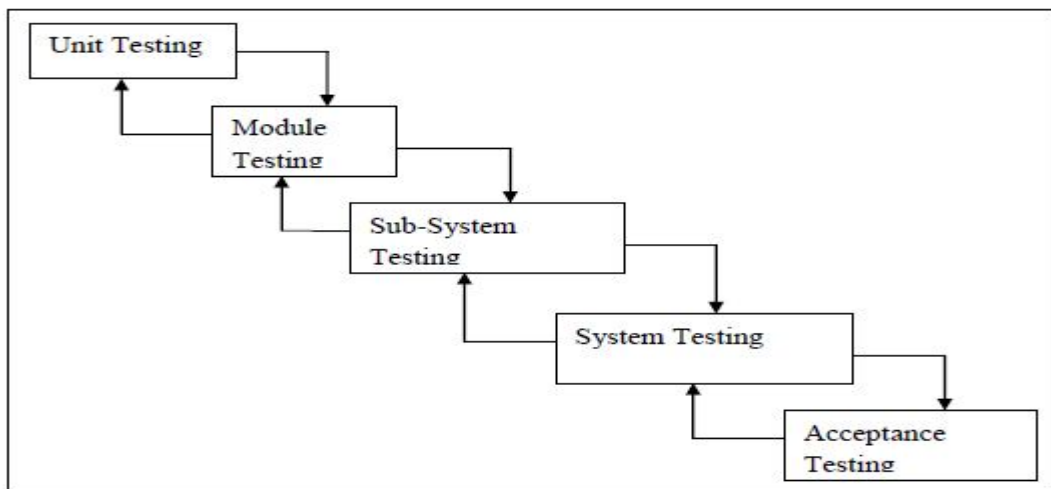 Unit Testing
Module
Testing
Sub-System
Testing
System Testing
Acceptance
Testing